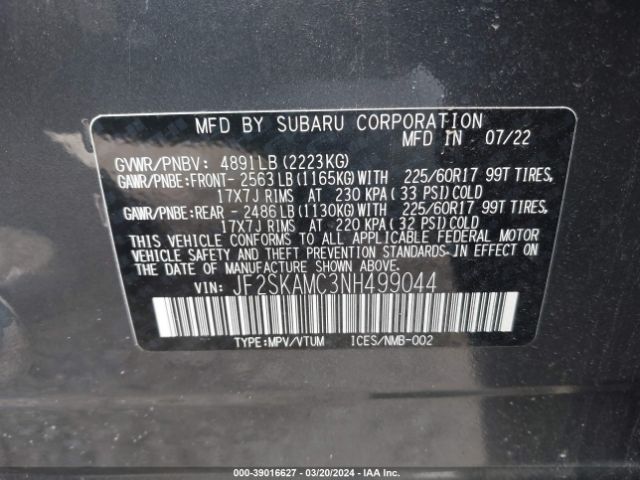 MFD BY SUBARU CORPORATION
MFD IN 07/22
GVWR/PNBV: 4891LB(2223KG)
GAWR/PNBE:FRONT- 2563LB(1165KG)WITH 225/60R17 99T TIRES,
17X7J RIMS AT 230 KPA( 33 PSI)COLD
GAWR/PNBE:REAR - 2486LB(1130KG)WITH 225/60R17 99T TIRES,
17X7J RIMS AT 220 KPA( 32 PSI)COLD
THIS VEHICLE CONFORMS TO ALL APPLICABLE FEDERAL MOTOR
VEHICLE SAFETY AND THEFT PREVENTION STANDARDS IN EFFECT ON
THE DATE OF MANUFACTURE SHOWN ABOVE.
VIN: JF2SKAMC3NH499044
TYPE:MPV/VTUM ICES/NMB-002
000-39016627 - 03/20/2024 - IAA Inc.